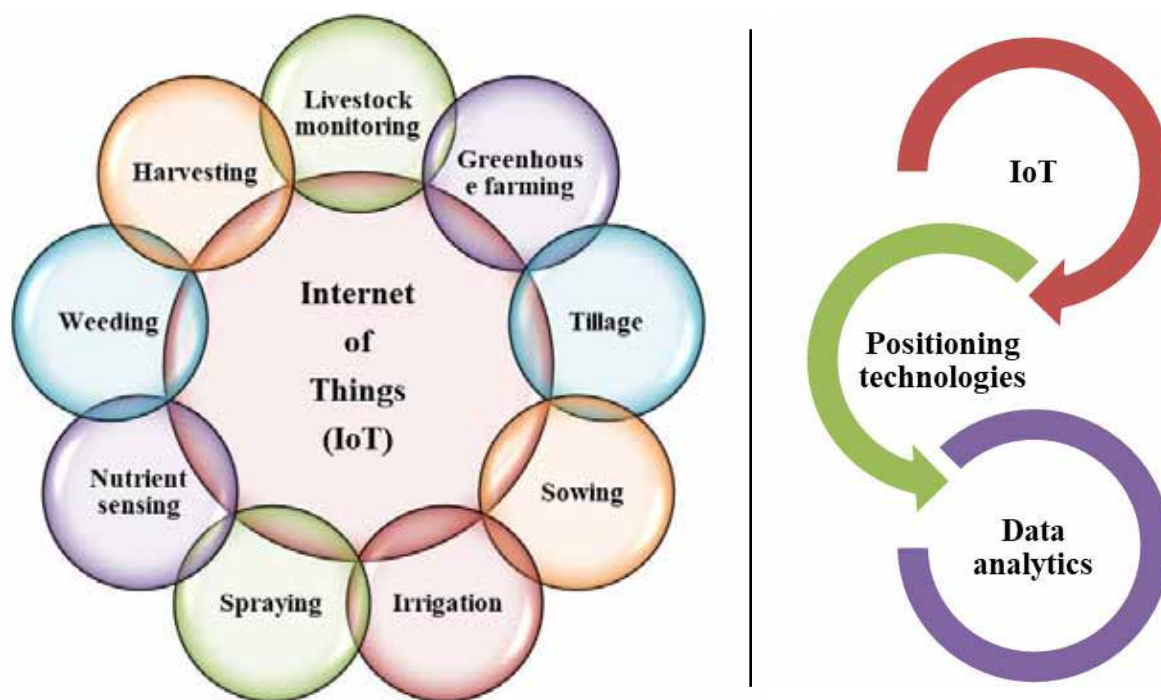 Livestock
monitoring
Greenhous
e farming
Tillage
Sowing
Irrigation
Spraying
Nutrient
sensing
Weeding
Harvesting
Internet
of
Things
(IoT)
IoT
Positioning
technologies
Data
analytics